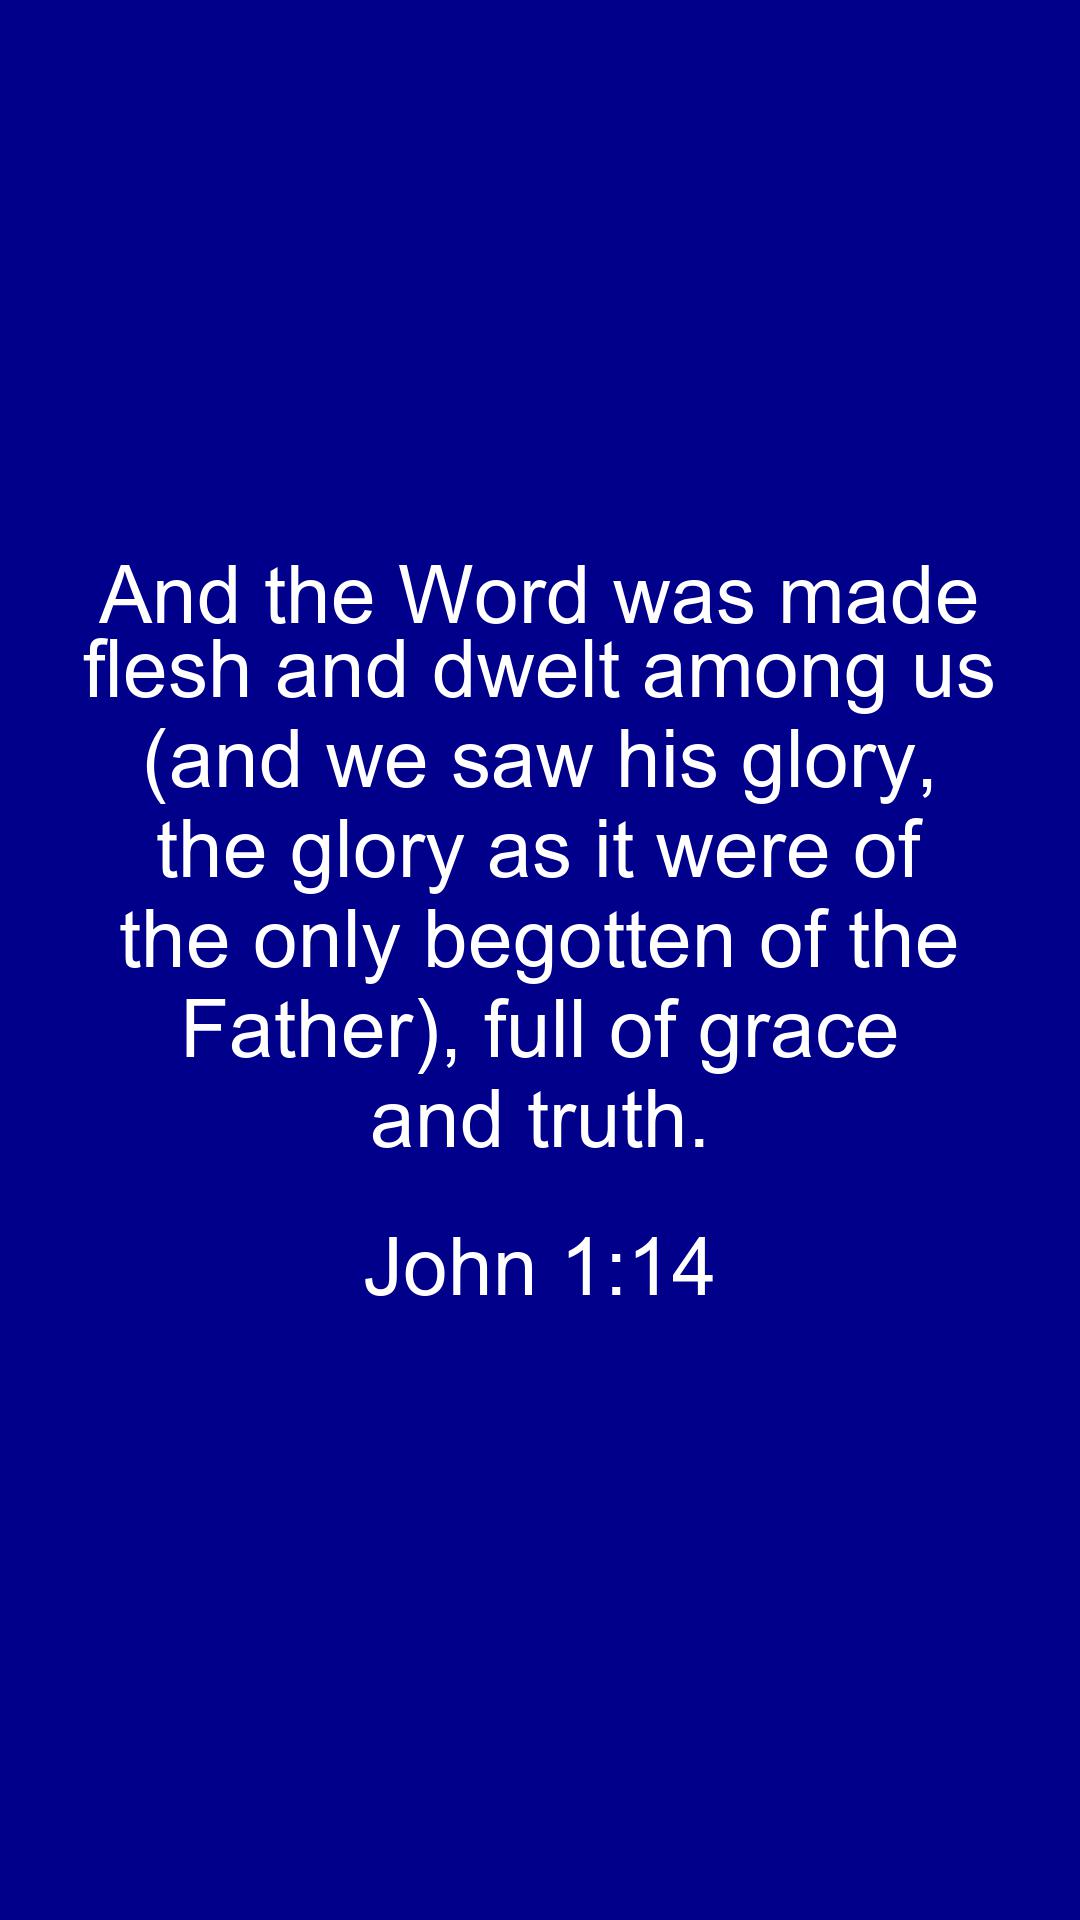 And the Word was made
flesh and dwelt among us
(and we saw his glory,
the glory as it were of
the only begotten of the
Father), full of grace
and truth.
John 1:14